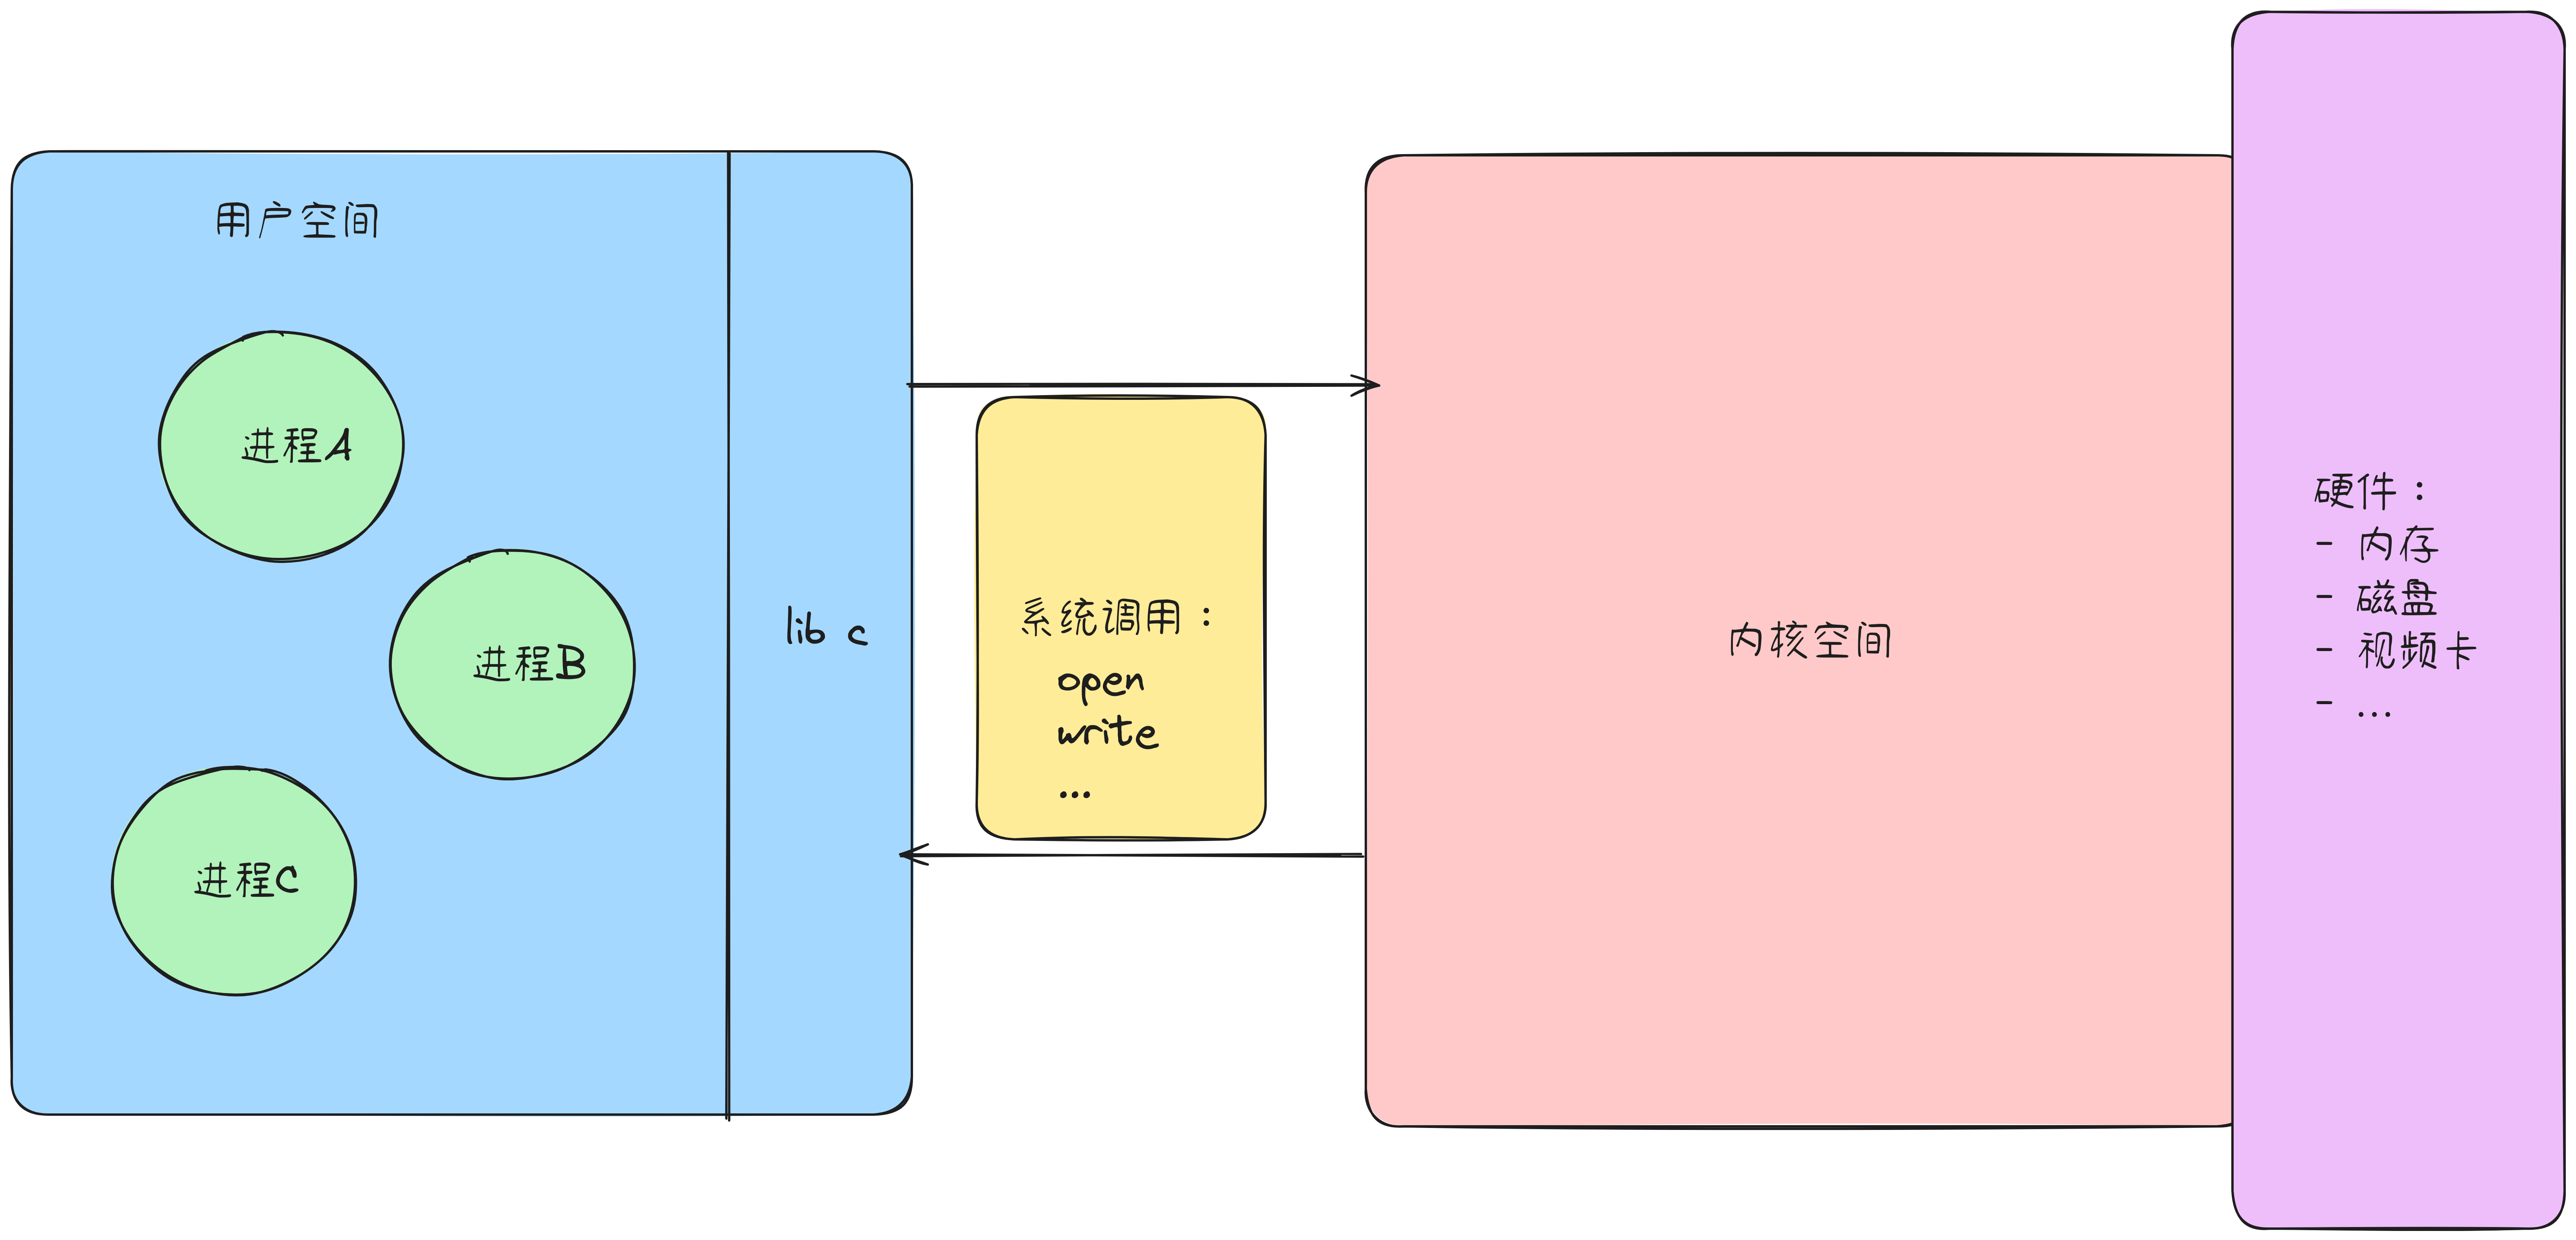 用户空间
进程A
进程B
进程C
lib c
系统调用：
open
write
...
内核空间
硬件：
- 内存
- 磁盘
- 视频卡
- ...